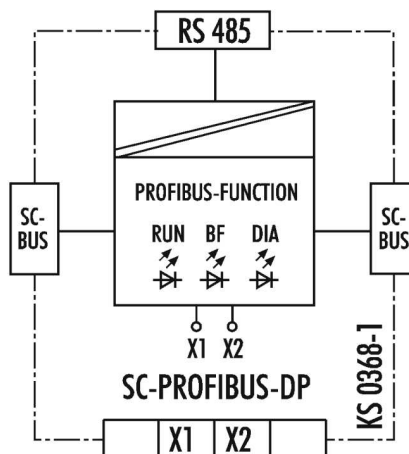 RS 485
SC-
BUS
PROFIBUS-FUNCTION
RUN BF DIA
SC-
BUS
X1 X2
SC-PROFIBUS-DP
KS 0368-1
X1 X2